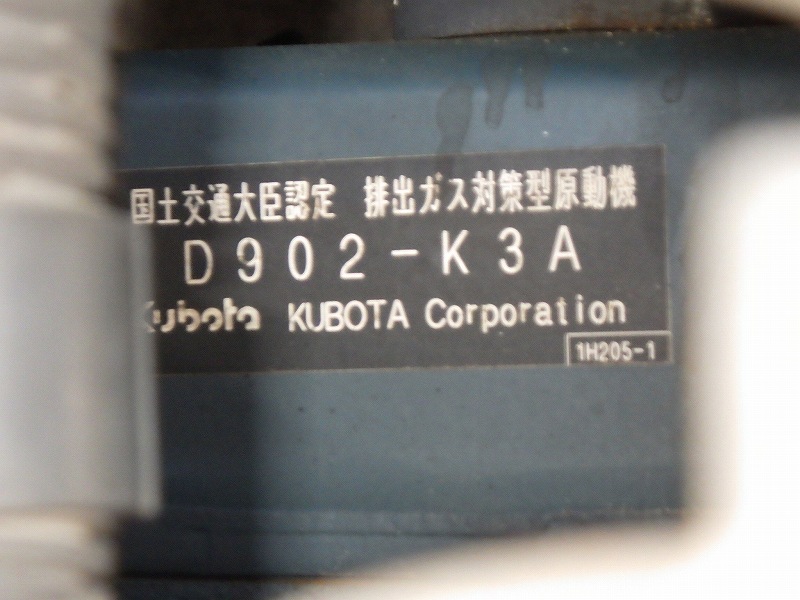 国土交通大臣認定 排出ガス対策型原動機
D902-K3A
Kubota KUBOTA Corporation
1H205-1